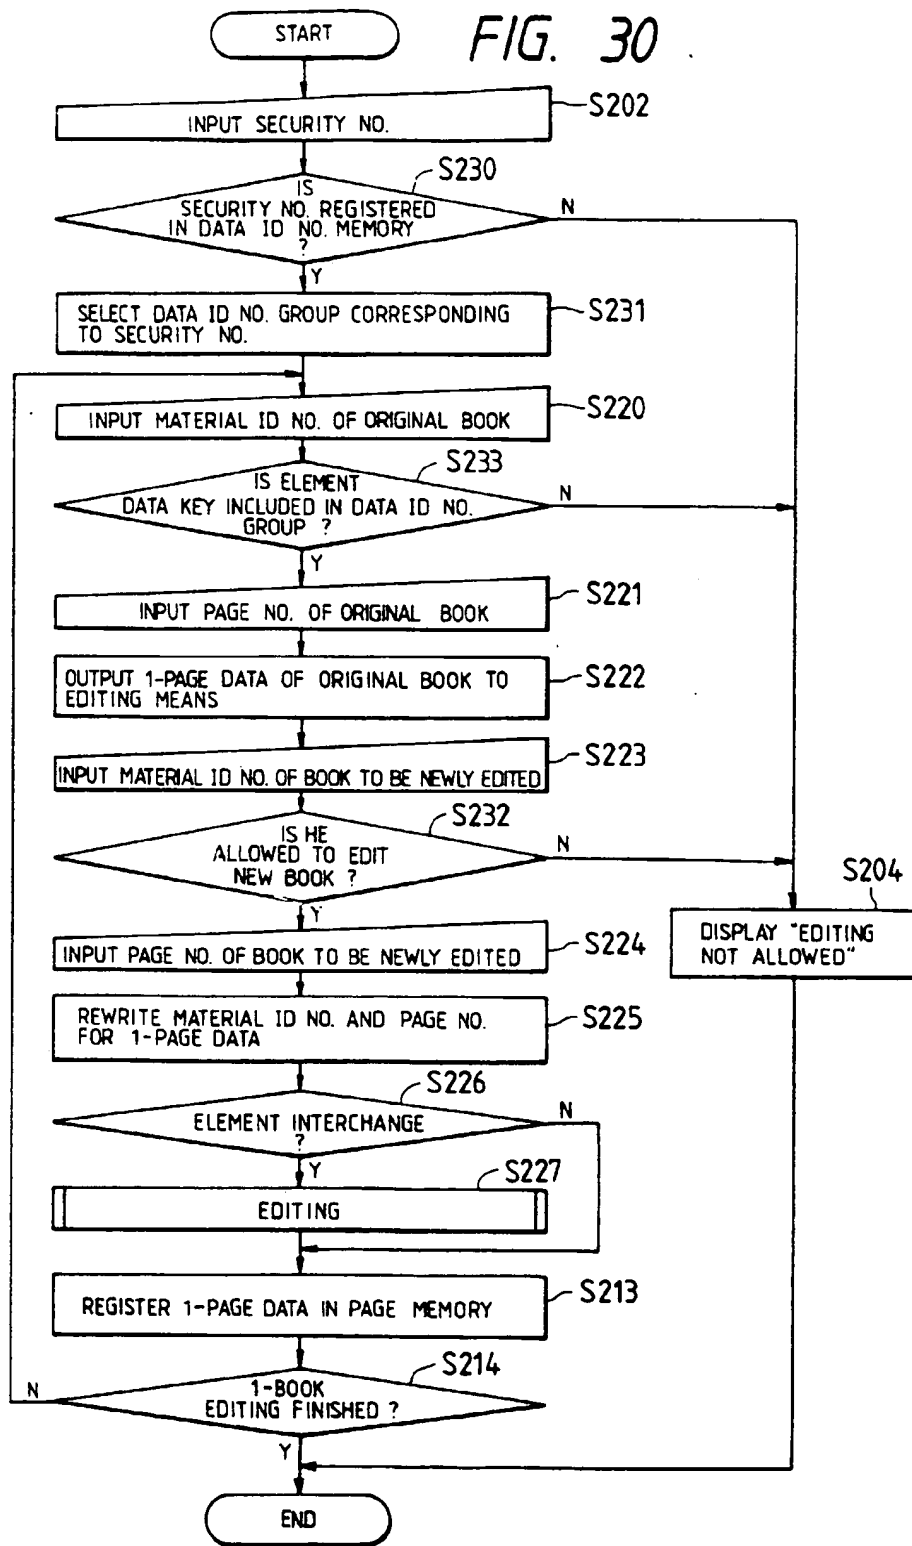 START
FIG. 30
INPUT SECURITY NO.
S202
S230
IS
SECURITY NO. REGISTERED
IN DATA ID NO. MEMORY
?
N
Y
SELECT DATA ID NO. GROUP CORRESPONDING
TO SECURITY NO.
S231
INPUT MATERIAL ID NO. OF ORIGINAL BOOK
S220
S233
IS ELEMENT
DATA KEY INCLUDED IN DATA ID NO.
GROUP ?
N
Y
INPUT PAGE NO. OF ORIGINAL BOOK
S221
OUTPUT 1-PAGE DATA OF ORIGINAL BOOK TO
EDITING MEANS
S222
INPUT MATERIAL ID NO. OF BOOK TO BE NEWLY EDITED
S223
S232
IS HE
ALLOWED TO EDIT
NEW BOOK ?
N
Y
S204
DISPLAY "EDITING
NOT ALLOWED"
INPUT PAGE NO. OF BOOK TO BE NEWLY EDITED
S224
REWRITE MATERIAL ID NO. AND PAGE NO.
FOR 1-PAGE DATA
S225
S226
ELEMENT INTERCHANGE
?
N
Y
S227
EDITING
REGISTER 1-PAGE DATA IN PAGE MEMORY
S213
S214
1-BOOK
EDITING FINISHED ?
N
Y
END